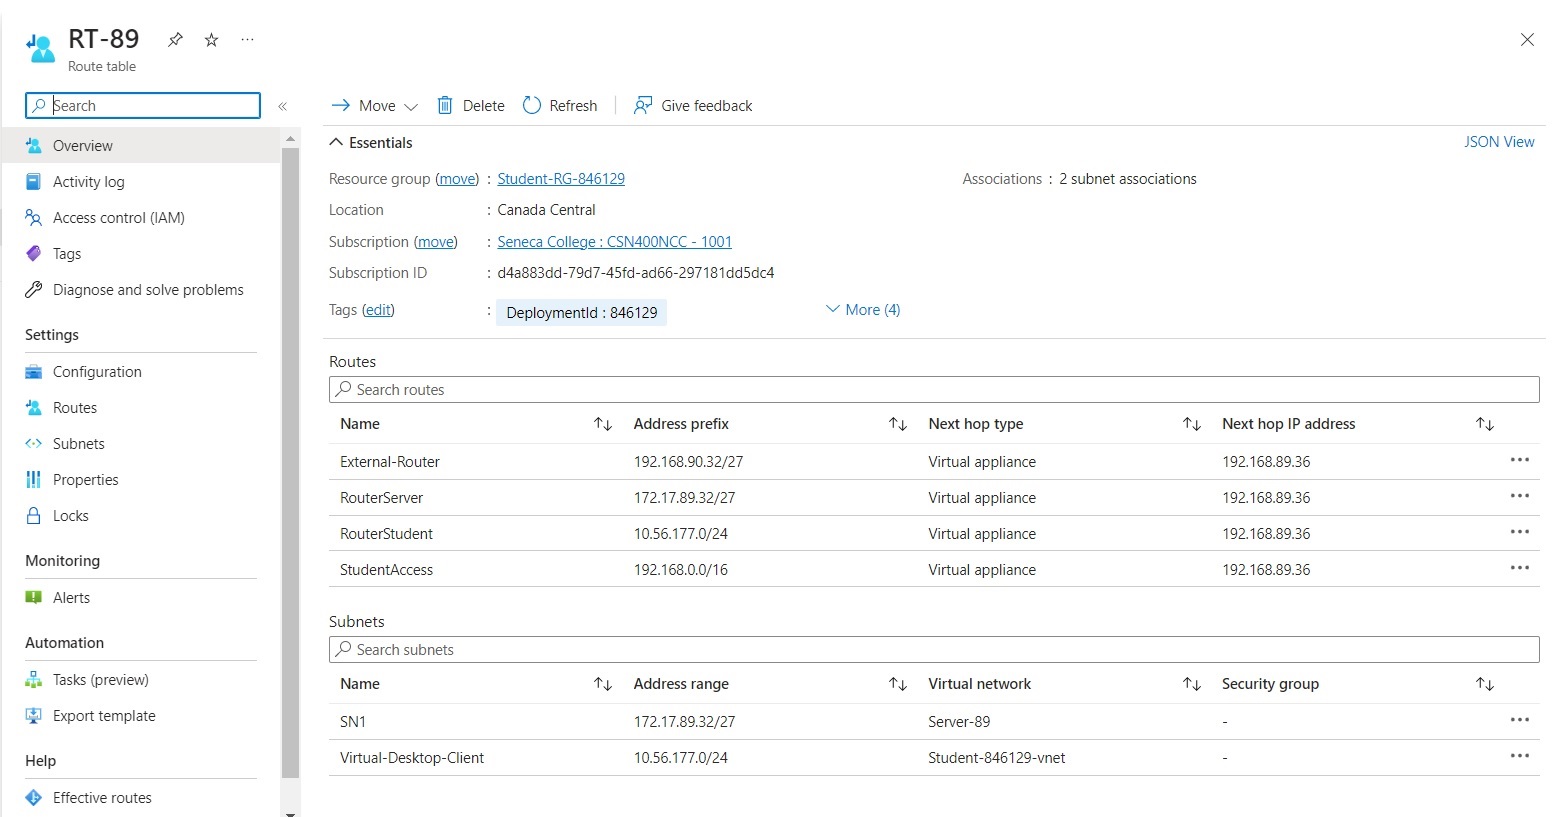 RT-89
Route table
Search
Overview
Activity log
Access control (IAM)
Tags
Diagnose and solve problems
Settings
Configuration
Routes
Subnets
Properties
Locks
Monitoring
Alerts
Automation
Tasks (preview)
Export template
Help
Effective routes
Move Delete Refresh Give feedback
Essentials JSON View
Resource group (move) : Student-RG-846129 Associations : 2 subnet associations
Location : Canada Central
Subscription (move) : Seneca College : CSN400NCC - 1001
Subscription ID : d4a883dd-79d7-45fd-ad66-297181dd5dc4
Tags (edit) : DeploymentId : 846129 More (4)
Routes
Search routes
Name Address prefix Next hop type Next hop IP address
External-Router 192.168.90.32/27 Virtual appliance 192.168.89.36
RouterServer 172.17.89.32/27 Virtual appliance 192.168.89.36
RouterStudent 10.56.177.0/24 Virtual appliance 192.168.89.36
StudentAccess 192.168.0.0/16 Virtual appliance 192.168.89.36
Subnets
Search subnets
Name Address range Virtual network Security group
SN1 172.17.89.32/27 Server-89 -
Virtual-Desktop-Client 10.56.177.0/24 Student-846129-vnet -